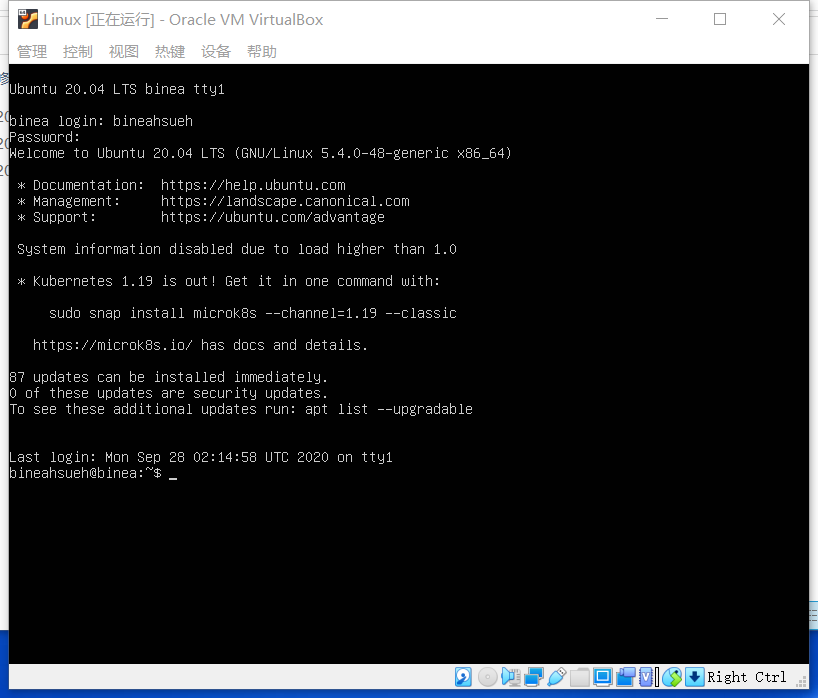 Linux [正在运行] - Oracle VM VirtualBox
管理 控制 视图 热键 设备 帮助
Ubuntu 20.04 LTS binea tty1
binea login: bineahsueh
Password:
Welcome to Ubuntu 20.04 LTS (GNU/Linux 5.4.0-48-generic x86_64)
* Documentation:  https://help.ubuntu.com
* Management:     https://landscape.canonical.com
* Support:        https://ubuntu.com/advantage
System information disabled due to load higher than 1.0
* Kubernetes 1.19 is out! Get it in one command with:
sudo snap install microk8s --channel=1.19 --classic
https://microk8s.io/ has docs and details.
87 updates can be installed immediately.
0 of these updates are security updates.
To see these additional updates run: apt list --upgradable
Last login: Mon Sep 28 02:14:58 UTC 2020 on tty1
bineahsueh@binea:~$ _
Right Ctrl